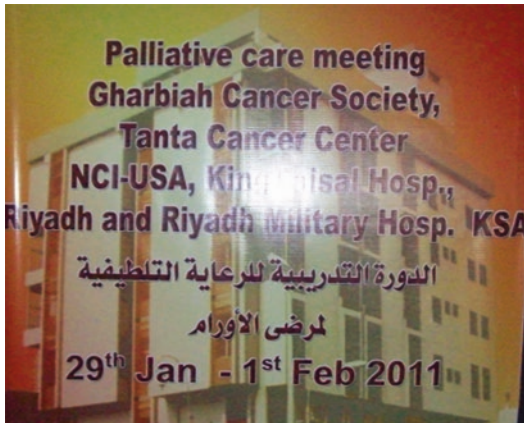 Palliative care meeting
Gharbiah Cancer Society,
Tanta Cancer Center
NCI-USA, King Faisal Hosp.,
Riyadh and Riyadh Military Hosp. KSA
الدورة التدريبية للرعاية التلطيفية
لمرضى الأورام
29th Jan - 1st Feb 2011